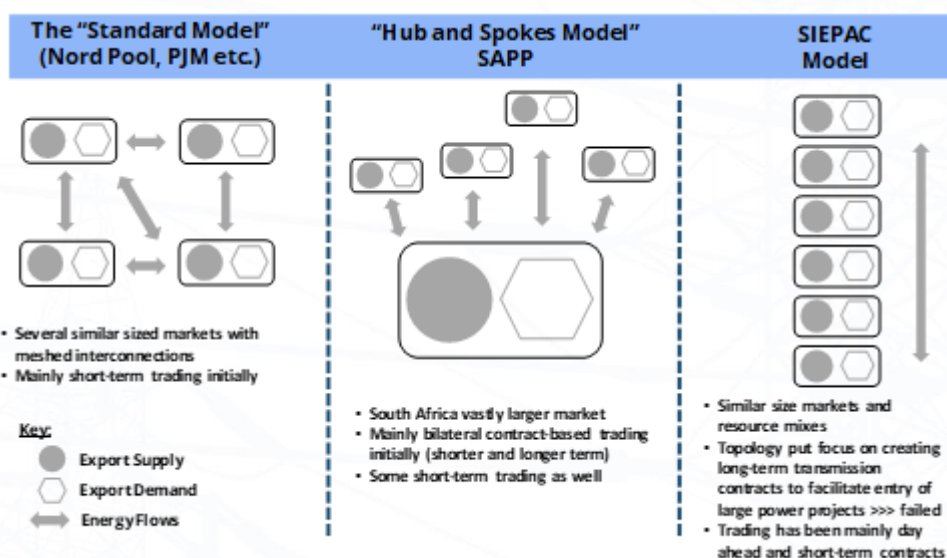 The “Standard Model”
(Nord Pool, PJM etc.)
• Several similar sized markets with
meshed interconnections
• Mainly short-term trading initially
Key:
Export Supply
Export Demand
Energy Flows
“Hub and Spokes Model”
SAPP
• South Africa vastly larger market
• Mainly bilateral contract-based trading
initially (shorter and longer term)
• Some short-term trading as well
SIEPAC
Model
• Similar size markets and
resource mixes
• Topology put focus on creating
long-term transmission
contracts to facilitate entry of
large power projects >>> failed
• Trading has been mainly day
ahead and short-term contracts